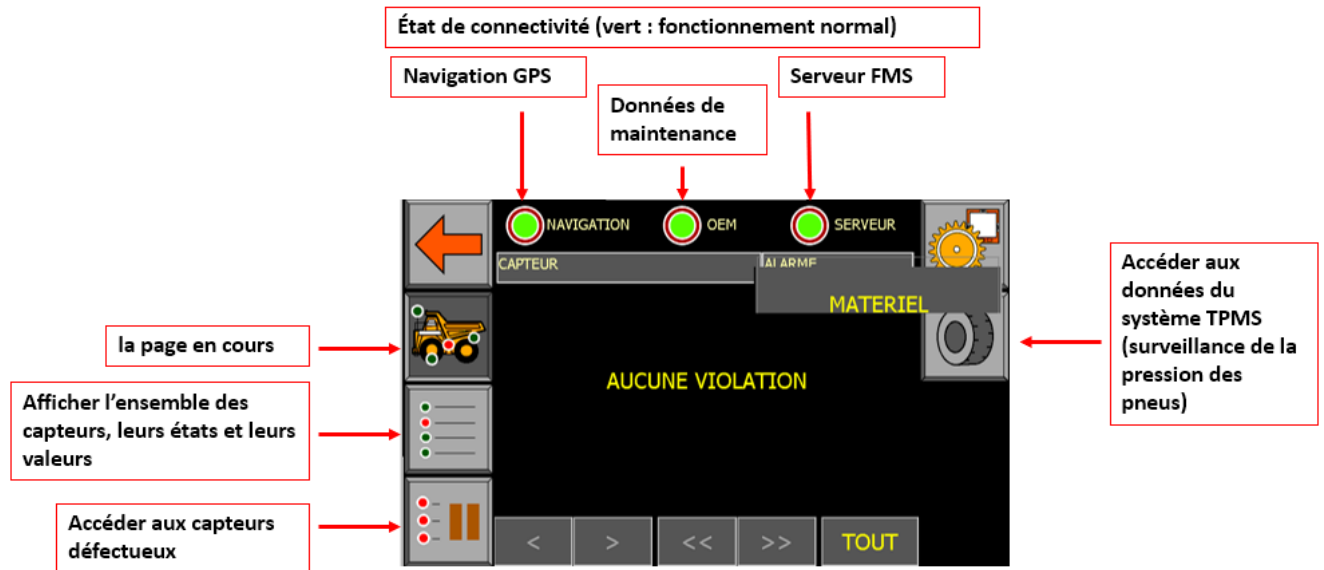 État de connectivité (vert : fonctionnement normal)
Navigation GPS
Données de
maintenance
Serveur FMS
NAVIGATION
OEM
SERVEUR
CAPTEUR
ALARME
MATERIEL
AUCUNE VIOLATION
la page en cours
Afficher l'ensemble des
capteurs, leurs états et leurs
valeurs
Accéder aux capteurs
défectueux
Accéder aux
données du
système TPMS
(surveillance de la
pression des
pneus)
< > << >> TOUT